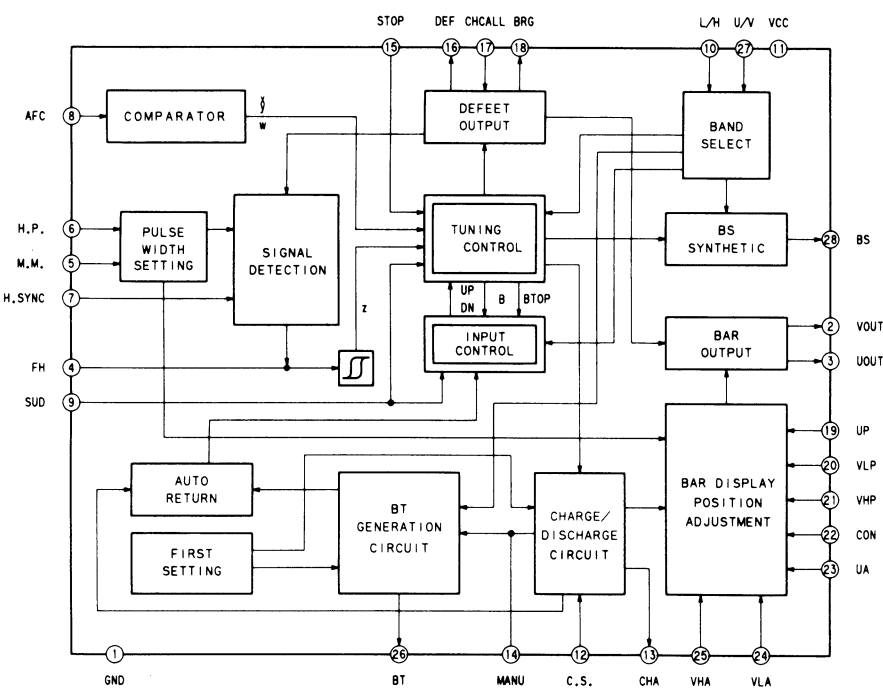 STOP DEF CHCALL BRG L/H U/V VCC
15 16 17 18 10 27 11
AFC 8 COMPARATOR
W
DEFEET
OUTPUT
BAND
SELECT
H.P. 6
M.M. 5
PULSE
WIDTH
SETTING
SIGNAL
DETECTION
TUNING
CONTROL
BS
SYNTHETIC
28 BS
H.SYNC 7
UP
DN
B
BTOP
Z
INPUT
CONTROL
BAR
OUTPUT
2 VOUT
3 UOUT
FH 4
SUD 9
AUTO
RETURN
FIRST
SETTING
BT
GENERATION
CIRCUIT
CHARGE/
DISCHARGE
CIRCUIT
BAR DISPLAY
POSITION
ADJUSTMENT
19 UP
20 VLP
21 VHP
22 CON
23 UA
1 26 14 12 13 25 24
GND BT MANU C.S. CHA VHA VLA